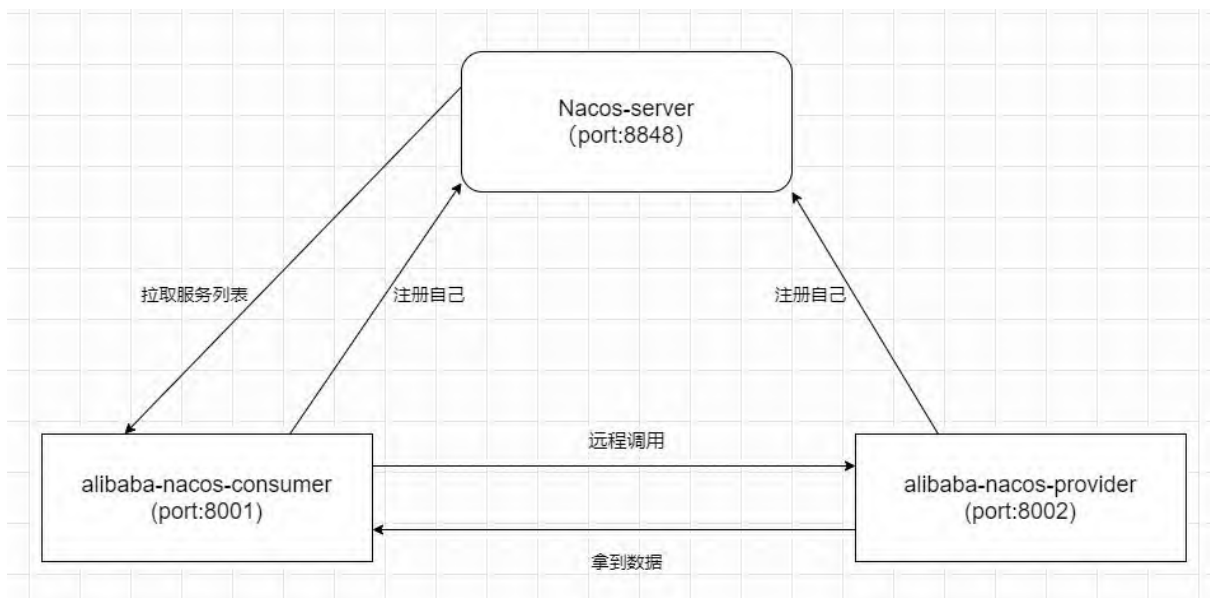 Nacos-server
(port:8848)
拉取服务列表
注册自己
注册自己
远程调用
alibaba-nacos-consumer
(port:8001)
alibaba-nacos-provider
(port:8002)
拿到数据